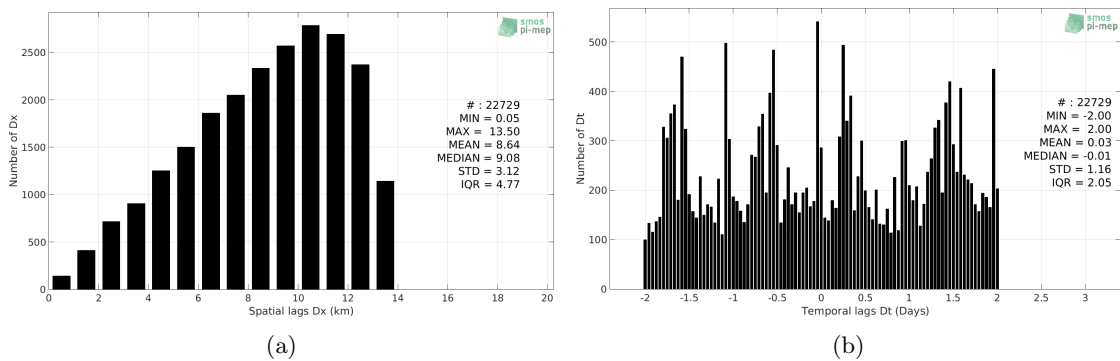 smos
pi-mep
Number of Dx
2500
2000
1500
1000
500
0
# : 22729
MIN = 0.05
MAX = 13.50
MEAN = 8.64
MEDIAN = 9.08
STD = 3.12
IQR = 4.77
0 2 4 6 8 10 12 14 16 18 20
Spatial lags Dx (km)
(a)
smos
pi-mep
Number of Dt
500
400
300
200
100
0
# : 22729
MIN = -2.00
MAX = 2.00
MEAN = 0.03
MEDIAN = -0.01
STD = 1.16
IQR = 2.05
-2 -1.5 -1 -0.5 0 0.5 1 1.5 2 2.5 3
Temporal lags Dt (Days)
(b)